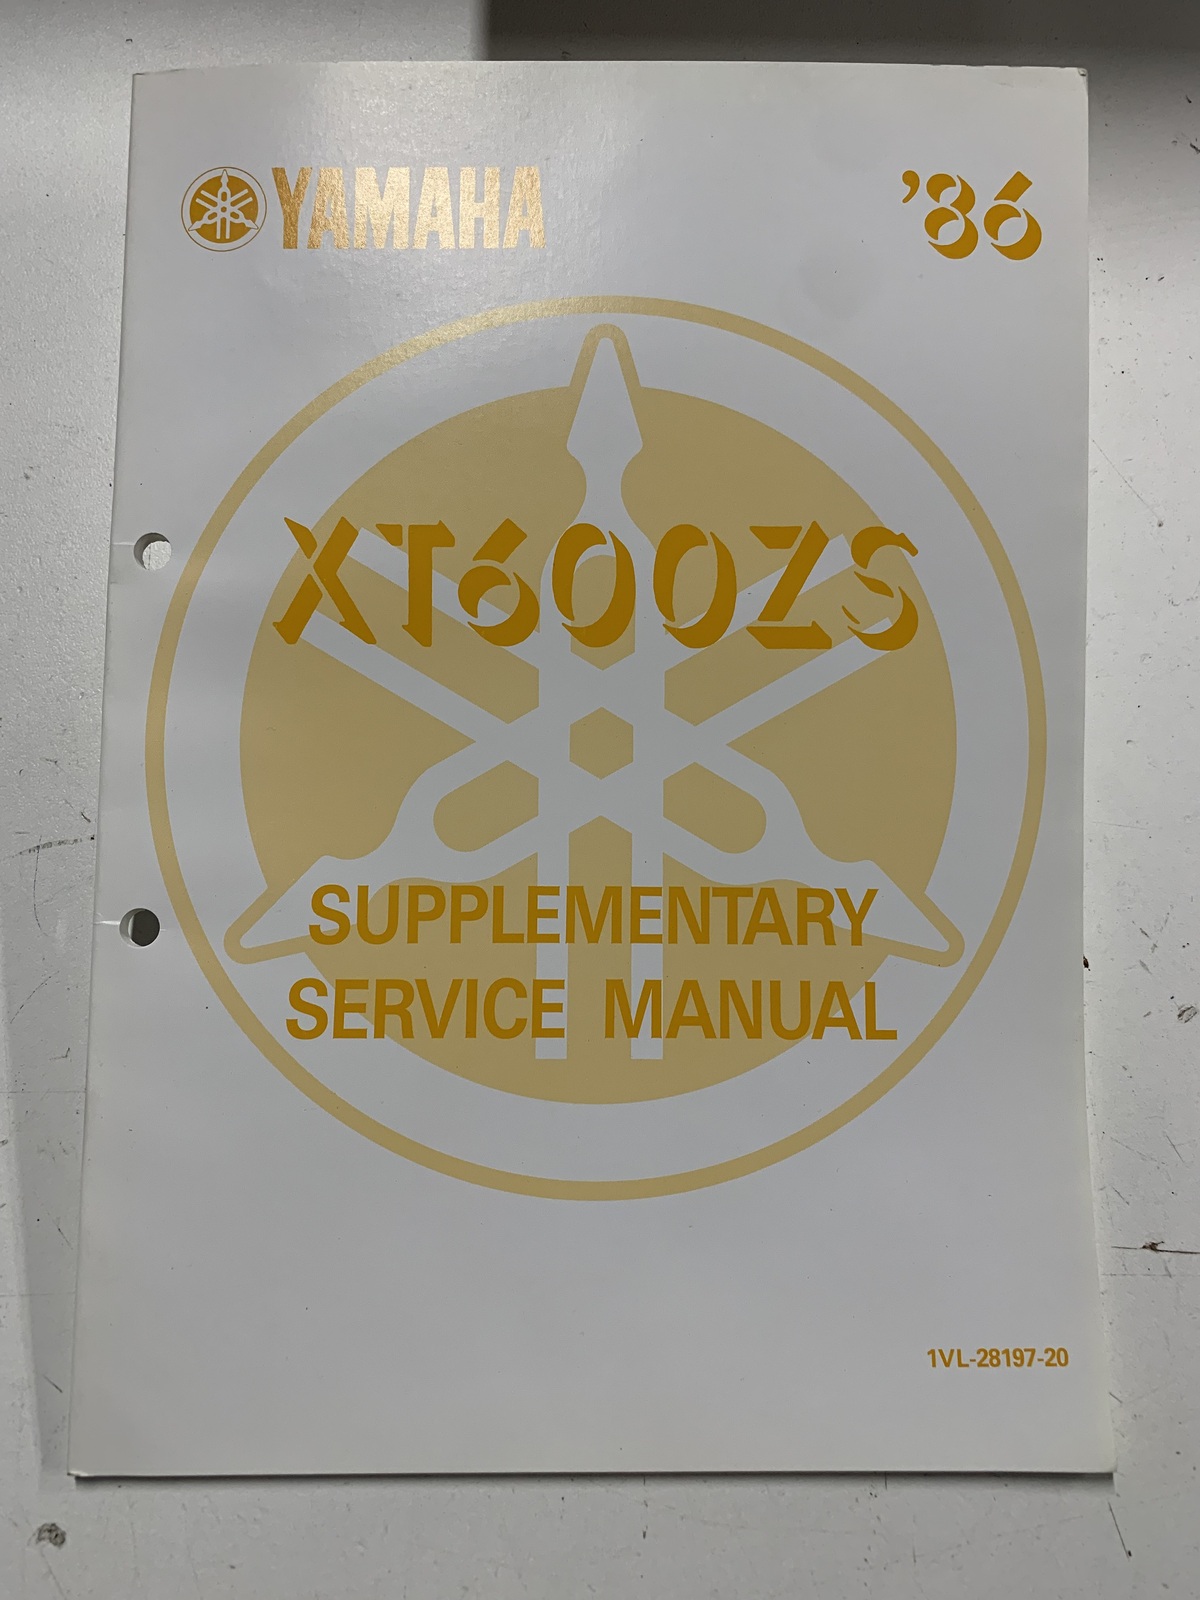 YAMAHA
'86
XT600ZS
SUPPLEMENTARY
SERVICE MANUAL
1VL-28197-20